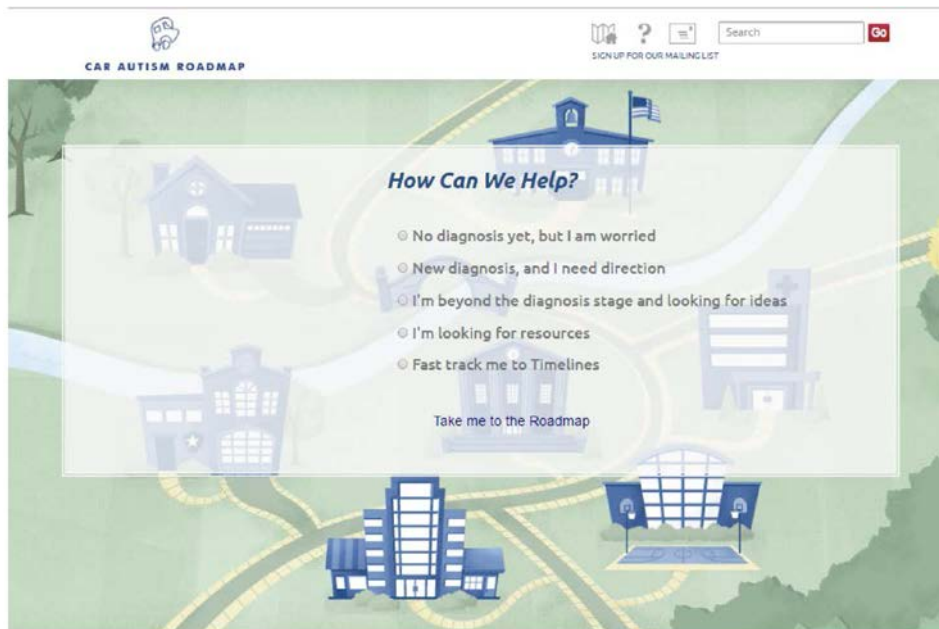 CAR AUTISM ROADMAP
?
Search
Go
SIGN UP FOR OUR MAILING LIST
How Can We Help?
No diagnosis yet, but I am worried
New diagnosis, and I need direction
I'm beyond the diagnosis stage and looking for ideas
I'm looking for resources
Fast track me to Timelines
Take me to the Roadmap